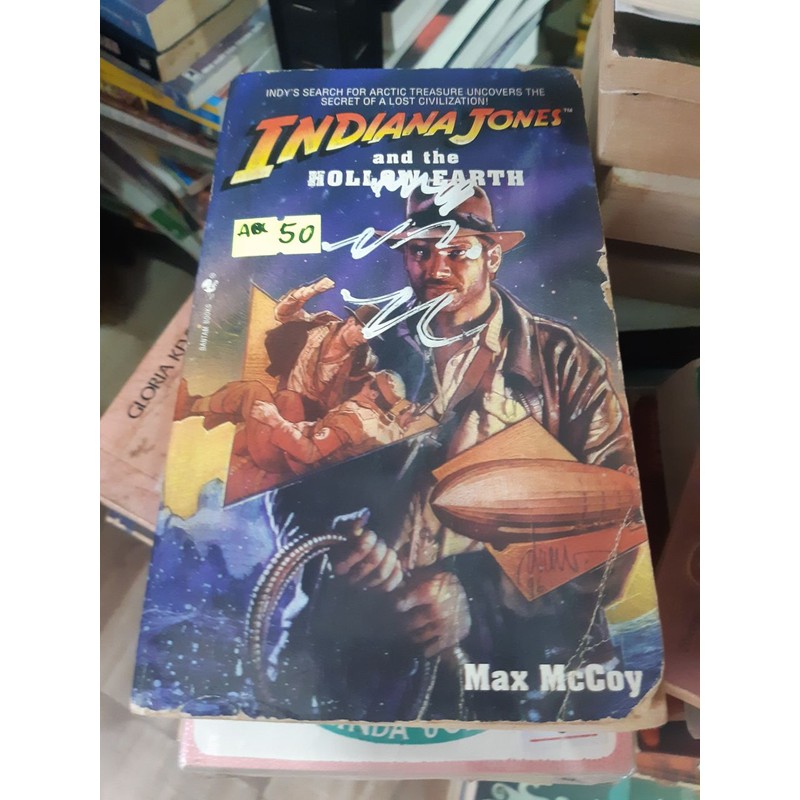 INDY'S SEARCH FOR ARCTIC TREASURE UNCOVERS THE
SECRET OF A LOST CIVILIZATION!
INDIANA JONES™
and the
HOLLOW EARTH
50
BANTAM BOOKS
GLORIA
Max McCoy